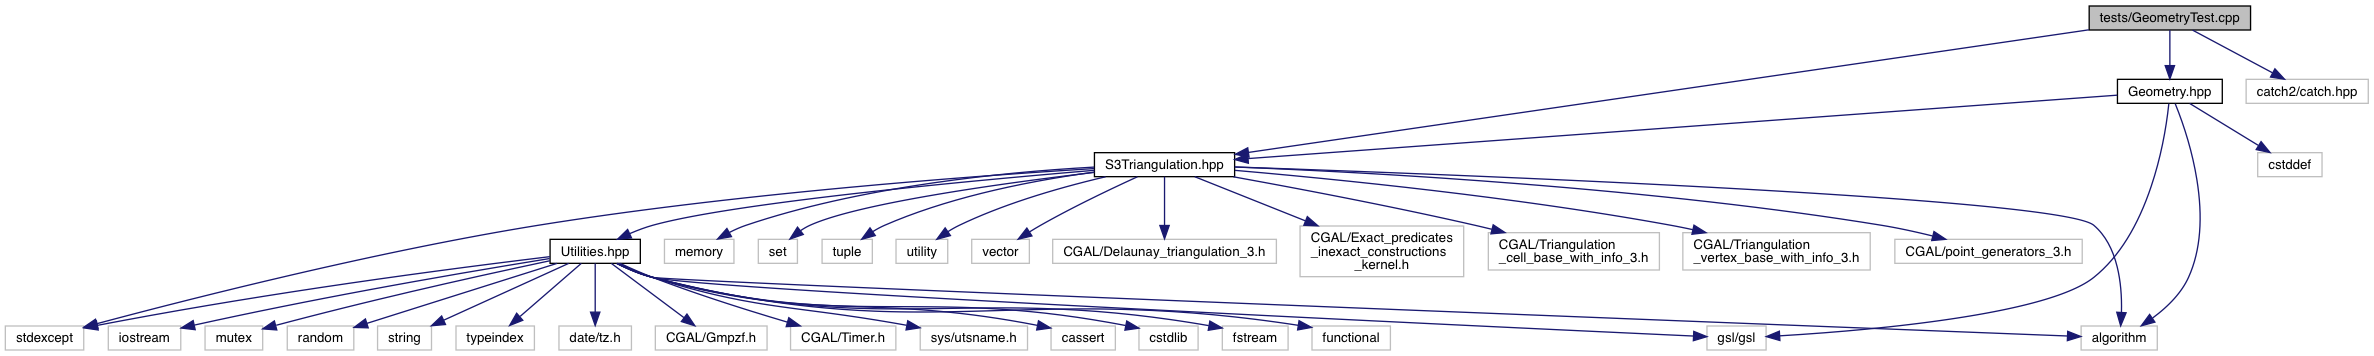 tests/GeometryTest.cpp
Geometry.hpp
catch2/catch.hpp
S3Triangulation.hpp
cstddef
Utilities.hpp
memory
set
tuple
utility
vector
CGAL/Delaunay_triangulation_3.h
CGAL/Exact_predicates
_inexact_constructions
_kernel.h
CGAL/Triangulation
_cell_base_with_info_3.h
CGAL/Triangulation
_vertex_base_with_info_3.h
CGAL/point_generators_3.h
stdexcept
iostream
mutex
random
string
typeindex
date/tz.h
CGAL/Gmpzf.h
CGAL/Timer.h
sys/utsname.h
cassert
cstdlib
fstream
functional
gsl/gsl
algorithm